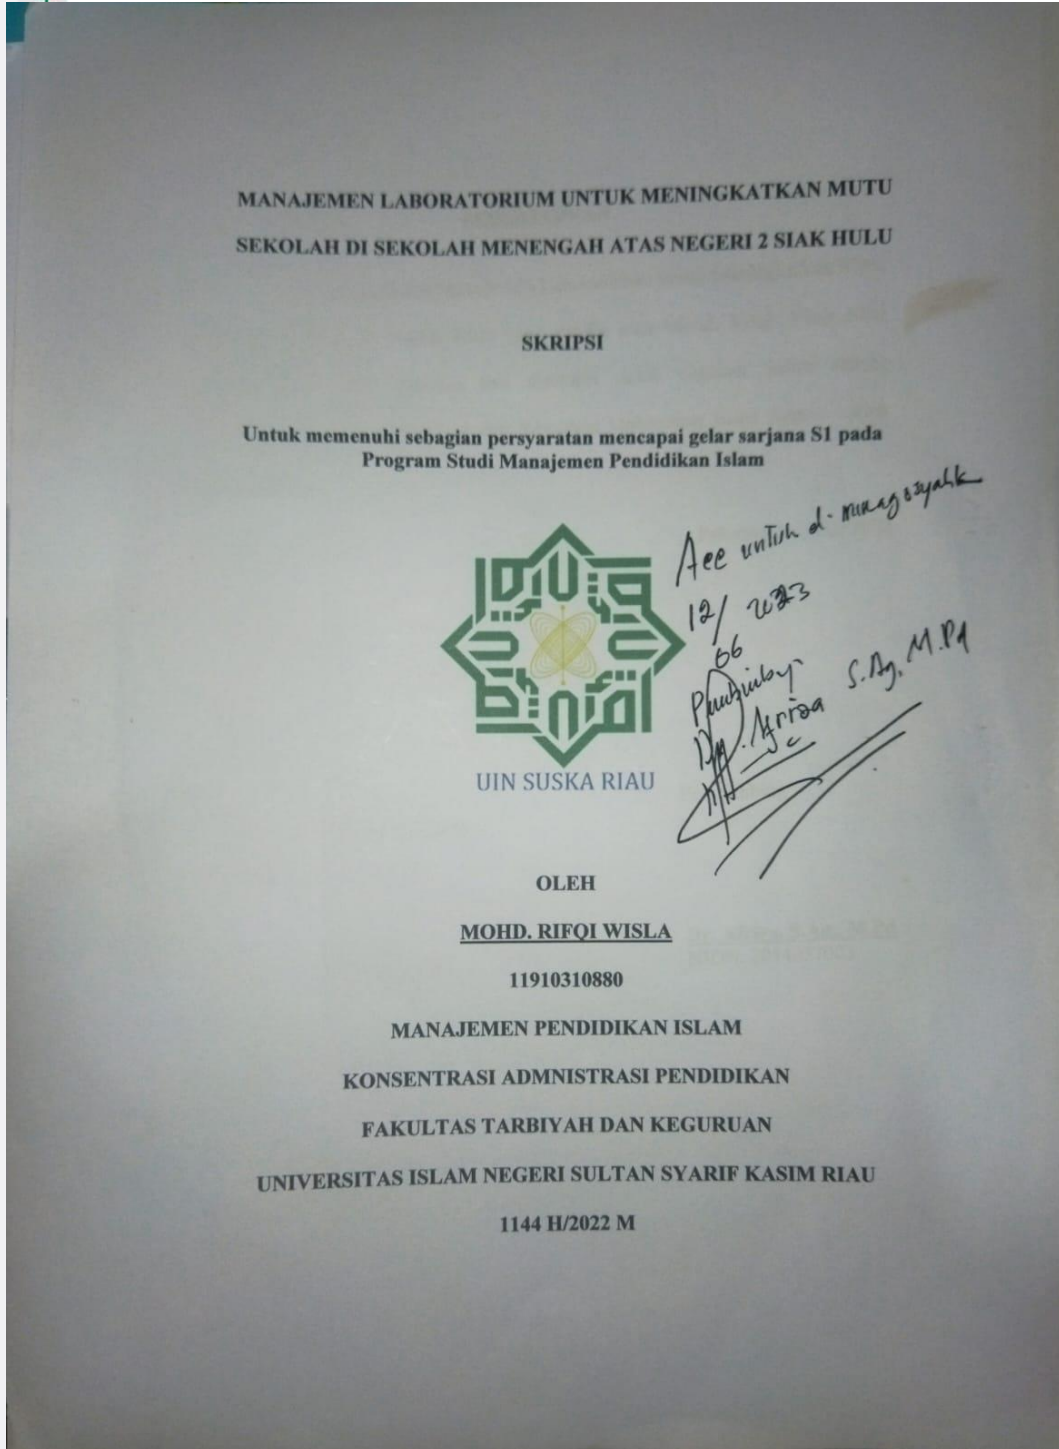 MANAJEMEN LABORATORIUM UNTUK MENINGKATKAN MUTU
SEKOLAH DI SEKOLAH MENENGAH ATAS NEGERI 2 SIAK HULU
SKRIPSI
Untuk memenuhi sebagian persyaratan mencapai gelar sarjana S1 pada
Program Studi Manajemen Pendidikan Islam
Acc untuk di-munaqosyahk
12/ 2023
06
S.Ag, M.Pd
UIN SUSKA RIAU
OLEH
MOHD. RIFQI WISLA
11910310880
MANAJEMEN PENDIDIKAN ISLAM
KONSENTRASI ADMNISTRASI PENDIDIKAN
FAKULTAS TARBIYAH DAN KEGURUAN
UNIVERSITAS ISLAM NEGERI SULTAN SYARIF KASIM RIAU
1144 H/2022 M